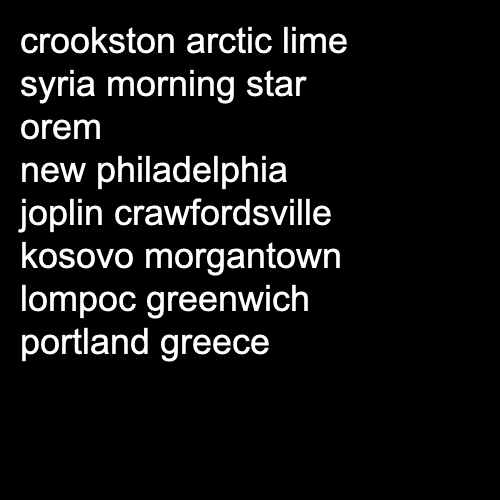 crookston arctic lime
syria morning star
orem
new philadelphia
joplin crawfordsville
kosovo morgantown
lompoc greenwich
portland greece